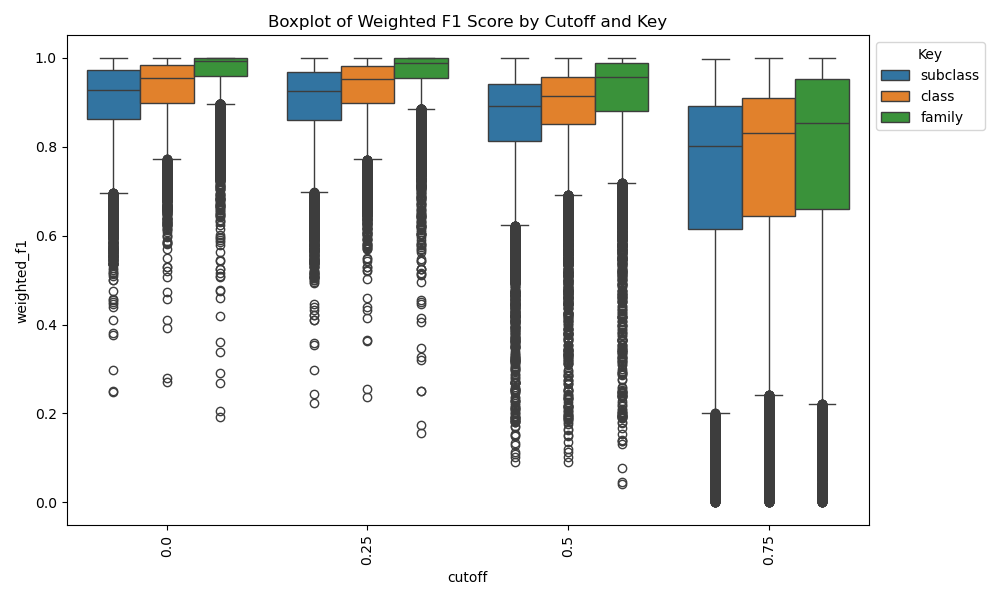 Boxplot of Weighted F1 Score by Cutoff and Key
Key
subclass
class
family
weighted_f1
1.0
0.8
0.6
0.4
0.2
0.0
0.0
0.25
0.5
0.75
cutoff